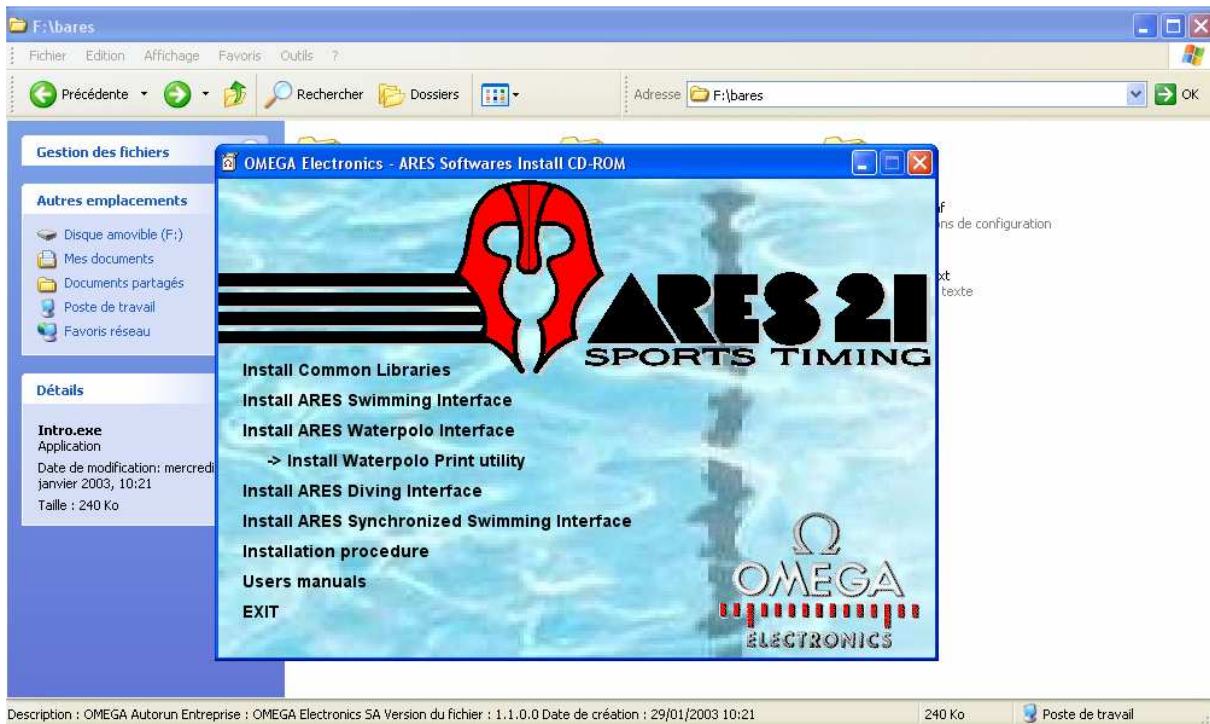 F:\bares
Fichier Edition Affichage Favoris Outils ?
Précédente Rechercher Dossiers Adresse F:\bares OK
Gestion des fichiers
Autres emplacements
Disque amovible (F:)
Mes documents
Documents partagés
Poste de travail
Favoris réseau
Détails
Intro.exe
Application
Date de modification: mercredi
janvier 2003, 10:21
Taille : 240 Ko
OMEGA Electronics - ARES Softwares Install CD-ROM
ARES 21
SPORTS TIMING
Install Common Libraries
Install ARES Swimming Interface
Install ARES Waterpolo Interface
-> Install Waterpolo Print utility
Install ARES Diving Interface
Install ARES Synchronized Swimming Interface
Installation procedure
Users manuals
EXIT
Ω
OMEGA
ELECTRONICS
de configuration
texte
Description : OMEGA Autorun Entreprise : OMEGA Electronics SA Version du fichier : 1.1.0.0 Date de création : 29/01/2003 10:21 240 Ko Poste de travail